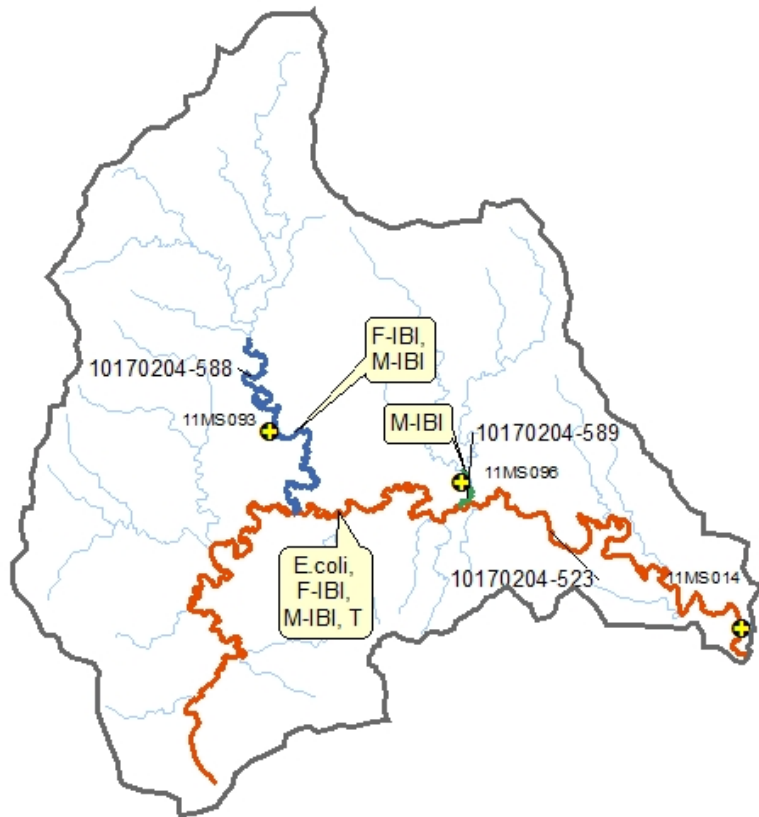 F-IBI,
M-IBI
10170204-588
11MS093
M-IBI
10170204-589
11MS096
E.coli,
F-IBI,
M-IBI, T
10170204-523
11MS014